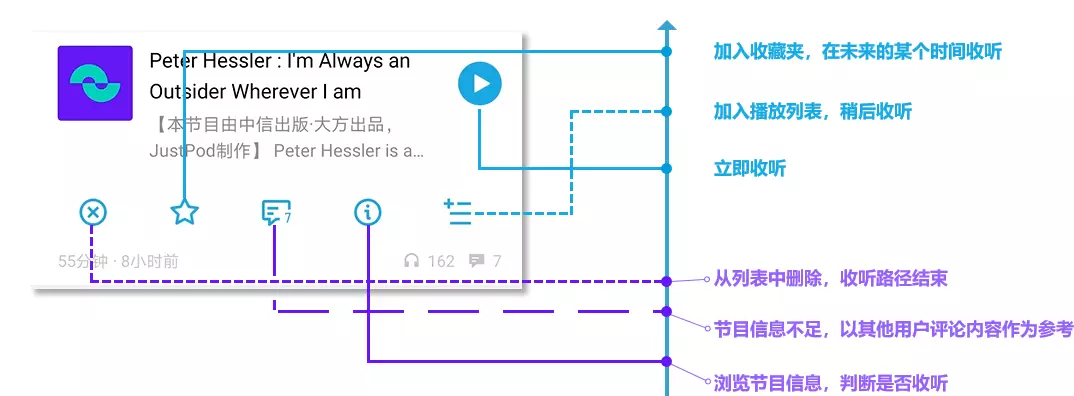 Peter Hessler : I'm Always an
Outsider Wherever I am
【本节目由中信出版·大方出品，
JustPod制作】 Peter Hessler is a...
7
55分钟 · 8小时前
162
7
加入收藏夹，在未来的某个时间收听
加入播放列表，稍后收听
立即收听
从列表中删除，收听路径结束
节目信息不足，以其他用户评论内容作为参考
浏览节目信息，判断是否收听